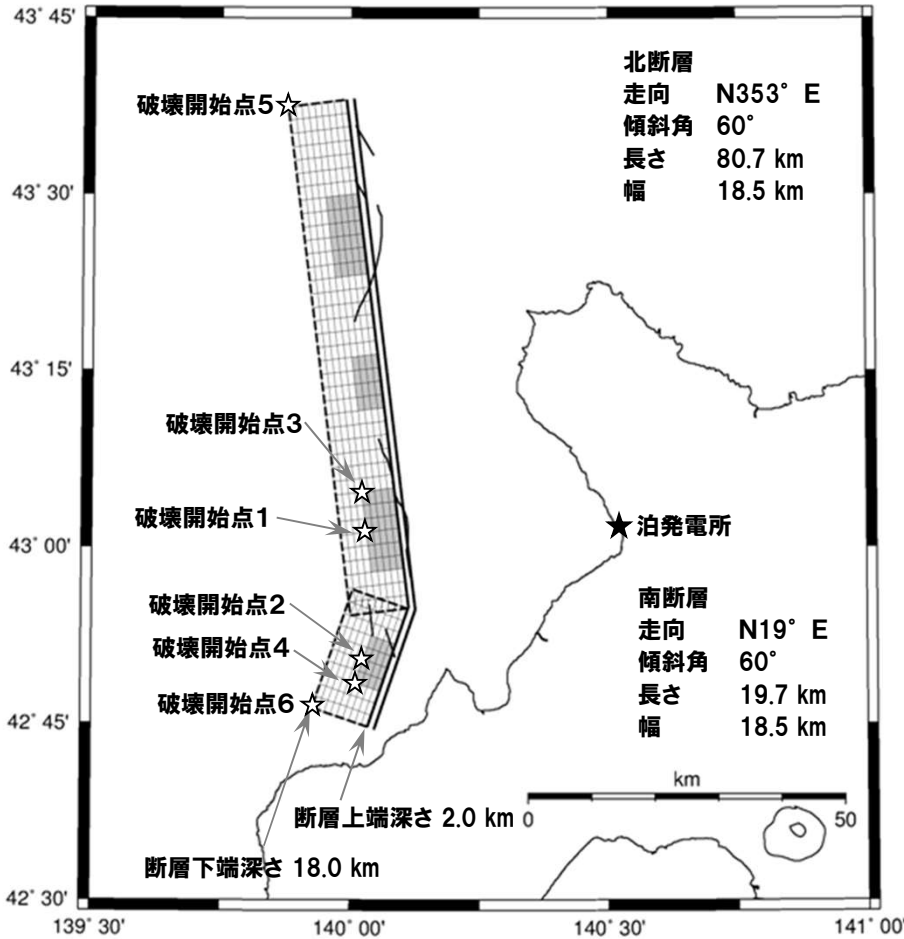 43° 45'
43° 30'
43° 15'
43° 00'
42° 45'
42° 30'
139° 30'
140° 00'
140° 30'
141° 00'
北断層
走向 N353° E
傾斜角 60°
長さ 80.7 km
幅 18.5 km
破壊開始点5
破壊開始点3
破壊開始点1
泊発電所
破壊開始点2
破壊開始点4
破壊開始点6
南断層
走向 N19° E
傾斜角 60°
長さ 19.7 km
幅 18.5 km
km
0 50
断層上端深さ 2.0 km
断層下端深さ 18.0 km